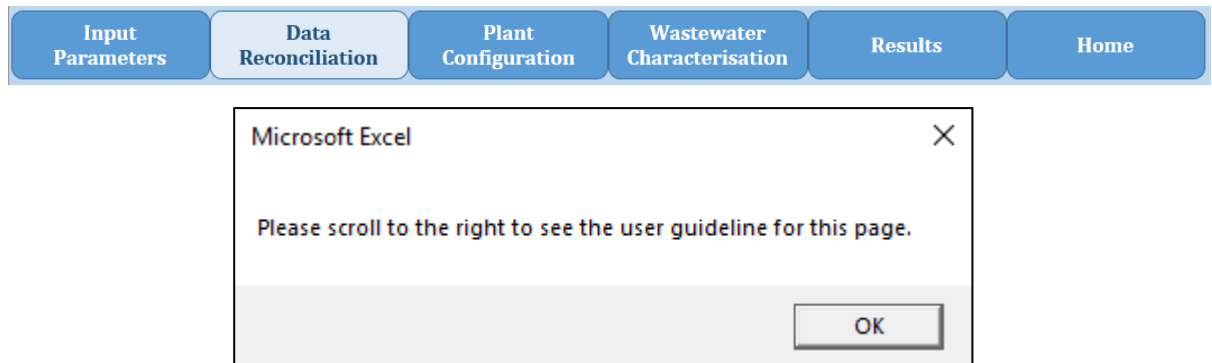 Input
Parameters
Data
Reconciliation
Plant
Configuration
Wastewater
Characterisation
Results
Home
Microsoft Excel
Please scroll to the right to see the user guideline for this page.
OK